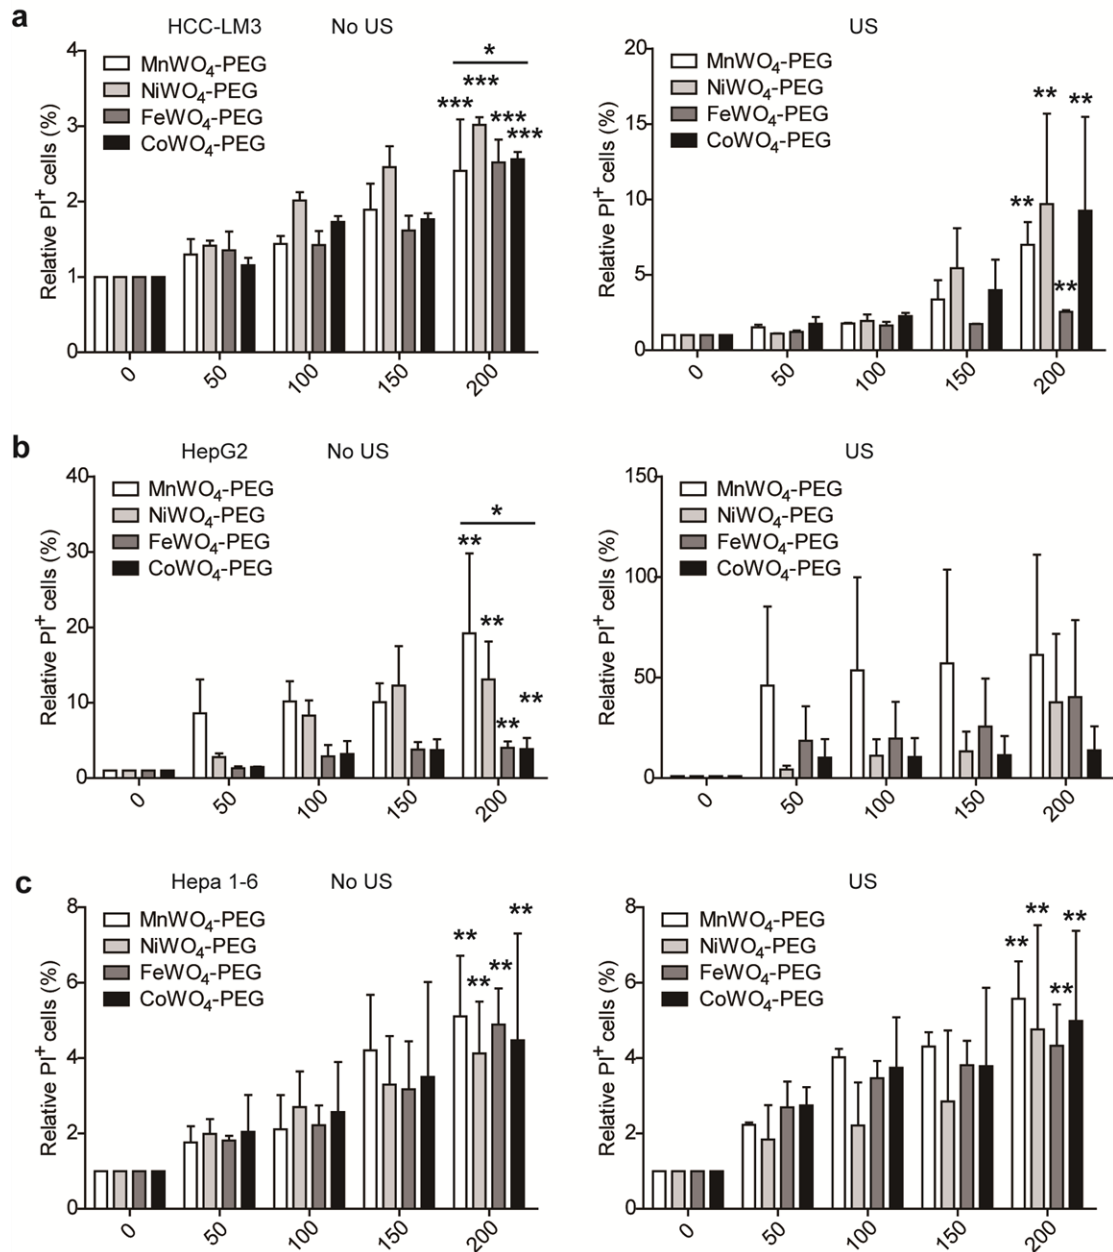 a
HCC-LM3 No US
Relative PI+ cells (%)
4
3
2
1
0
MnWO4-PEG
NiWO4-PEG
FeWO4-PEG
CoWO4-PEG
*
***
***
***
***
0 50 100 150 200
US
Relative PI+ cells (%)
20
15
10
5
0
MnWO4-PEG
NiWO4-PEG
FeWO4-PEG
CoWO4-PEG
** **
**
**
0 50 100 150 200
b
HepG2 No US
Relative PI+ cells (%)
40
30
20
10
0
MnWO4-PEG
NiWO4-PEG
FeWO4-PEG
CoWO4-PEG
*
**
**
**
**
0 50 100 150 200
US
Relative PI+ cells (%)
150
100
50
0
MnWO4-PEG
NiWO4-PEG
FeWO4-PEG
CoWO4-PEG
0 50 100 150 200
c
Hepa 1-6 No US
Relative PI+ cells (%)
8
6
4
2
0
MnWO4-PEG
NiWO4-PEG
FeWO4-PEG
CoWO4-PEG
**
**
**
**
0 50 100 150 200
US
Relative PI+ cells (%)
8
6
4
2
0
MnWO4-PEG
NiWO4-PEG
FeWO4-PEG
CoWO4-PEG
**
**
**
**
0 50 100 150 200